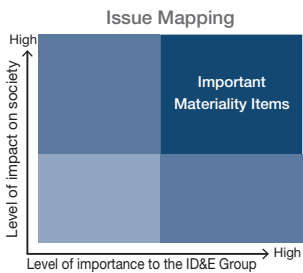 Issue Mapping
High
Level of impact on society
Important
Materiality Items
High
Level of importance to the ID&E Group